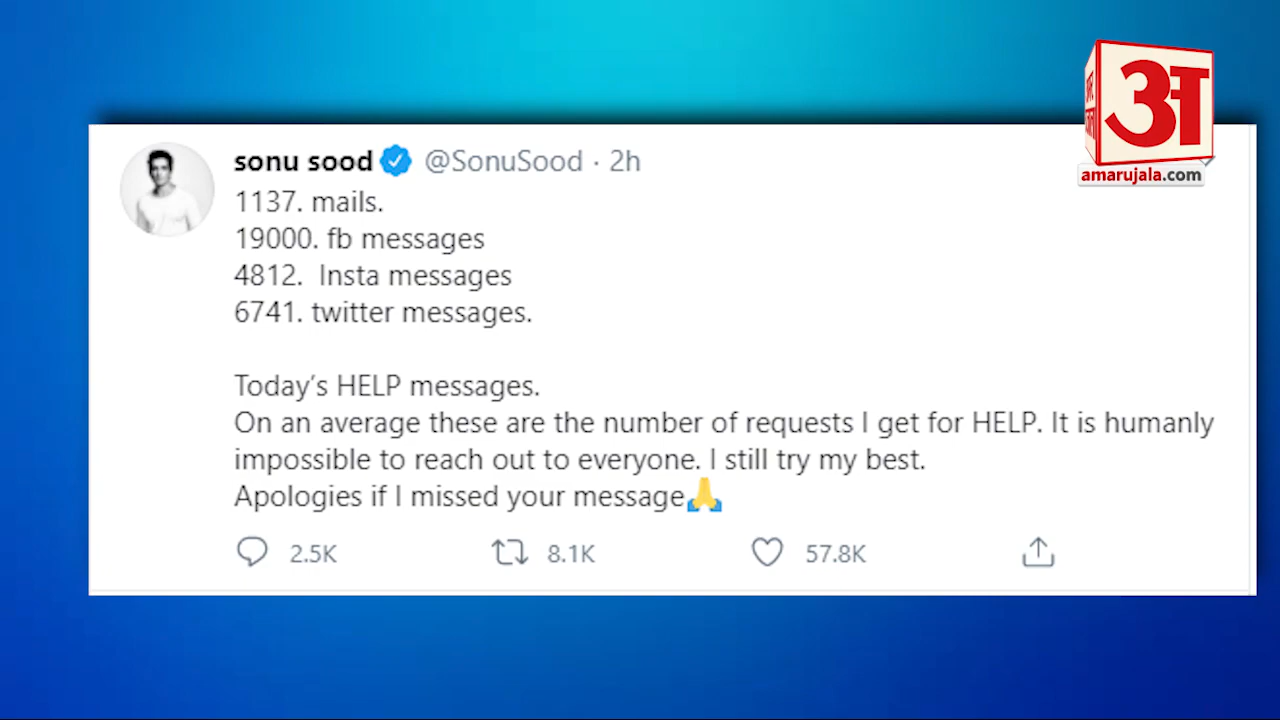 sonu sood @SonuSood · 2h
1137. mails.
19000. fb messages
4812. Insta messages
6741. twitter messages.
Today’s HELP messages.
On an average these are the number of requests I get for HELP. It is humanly
impossible to reach out to everyone. I still try my best.
Apologies if I missed your message🙏
2.5K 8.1K 57.8K
अ
amarujala.com